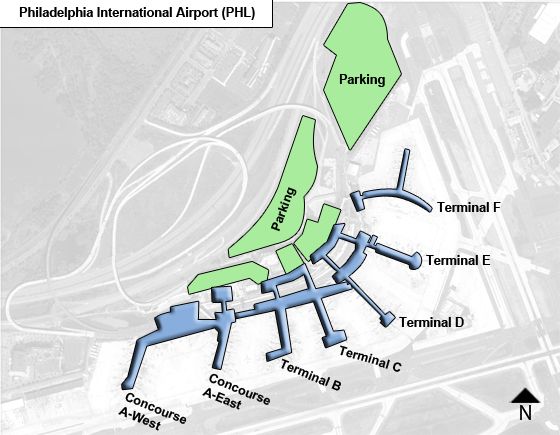 Philadelphia International Airport (PHL)
Parking
Parking
Terminal F
Terminal E
Terminal D
Terminal C
Terminal B
Concourse
A-East
Concourse
A-West
N